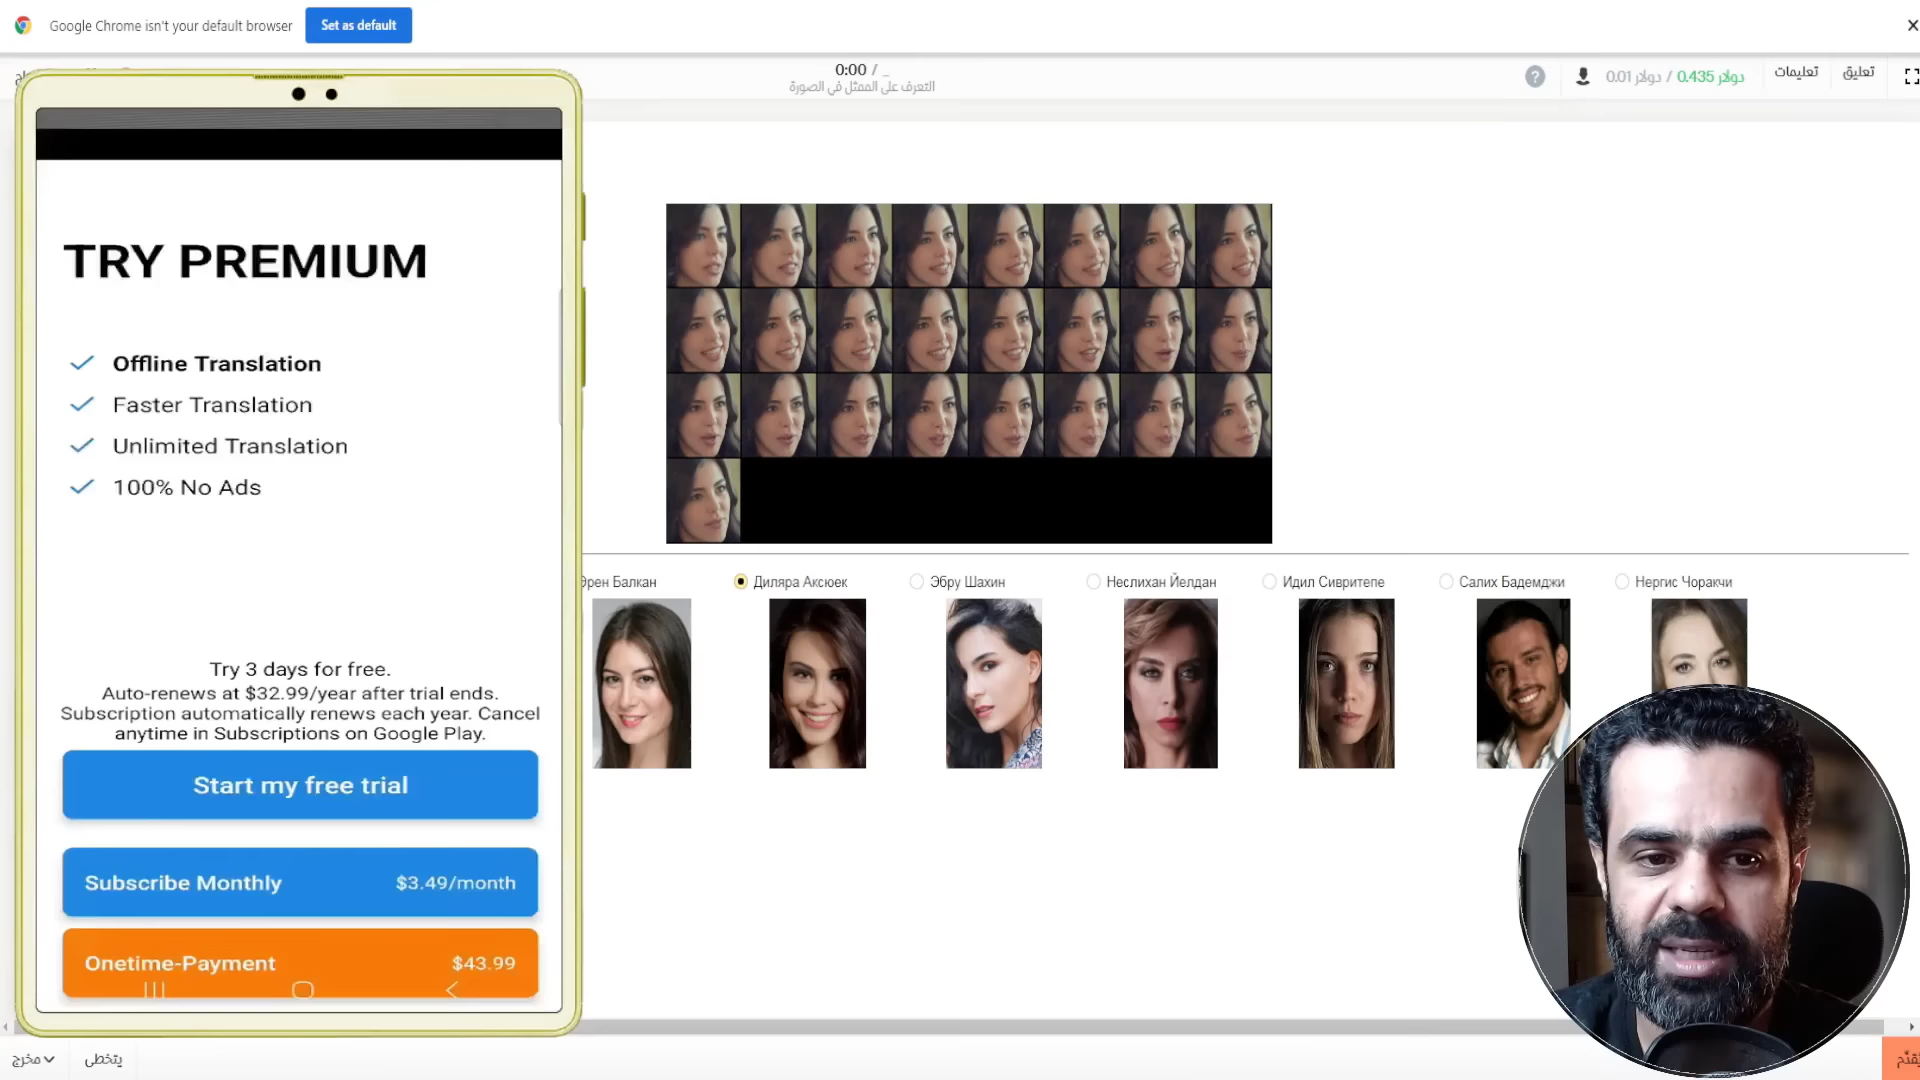 Google Chrome isn't your default browser
Set as default
0:00 / _
التعرف على الممثل في الصورة
0.01 دولار / 0.435 دولار
تعليمات
تعليق
TRY PREMIUM
Offline Translation
Faster Translation
Unlimited Translation
100% No Ads
Try 3 days for free.
Auto-renews at $32.99/year after trial ends.
Subscription automatically renews each year. Cancel
anytime in Subscriptions on Google Play.
Start my free trial
Subscribe Monthly $3.49/month
Onetime-Payment $43.99
Балкан
Диляра Аксюек
Эбру Шахин
Неслихан Йелдан
Идил Сивритепе
Салих Бадемджи
Нергис Чоракчи
مخرج
يتخطى